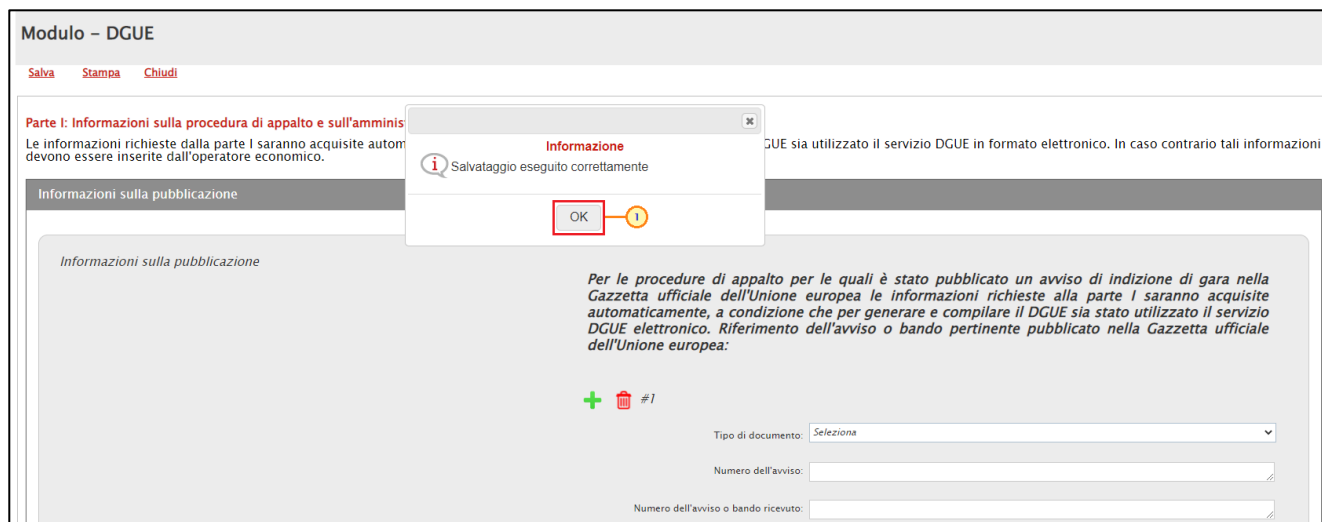 Modulo – DGUE
Salva Stampa Chiudi
Parte I: Informazioni sulla procedura di appalto e sull'amminis
Le informazioni richieste dalla parte I saranno acquisite autom GUE sia utilizzato il servizio DGUE in formato elettronico. In caso contrario tali informazioni
devono essere inserite dall'operatore economico.
Informazione
Salvataggio eseguito correttamente
OK
1
Informazioni sulla pubblicazione
Informazioni sulla pubblicazione
Per le procedure di appalto per le quali è stato pubblicato un avviso di indizione di gara nella
Gazzetta ufficiale dell'Unione europea le informazioni richieste alla parte I saranno acquisite
automaticamente, a condizione che per generare e compilare il DGUE sia stato utilizzato il servizio
DGUE elettronico. Riferimento dell'avviso o bando pertinente pubblicato nella Gazzetta ufficiale
dell'Unione europea:
#1
Tipo di documento: Seleziona
Numero dell'avviso:
Numero dell'avviso o bando ricevuto: